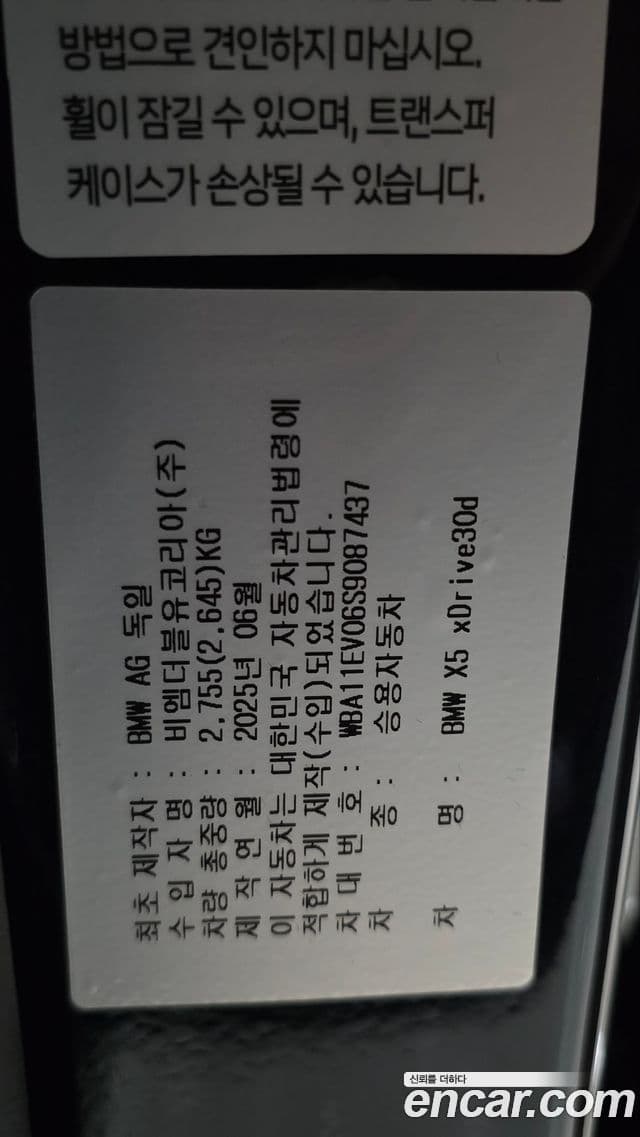 방법으로 견인하지 마십시오.
휠이 잠길 수 있으며, 트랜스퍼
케이스가 손상될 수 있습니다.
최초 제작자 : BMW AG 독일
수 입 자 명 : 비엠더블유코리아(주)
차량 총중량 : 2,755(2,645)KG
제 작 연 월 : 2025년 06월
이 자동차는 대한민국 자동차관리법령에
적합하게 제작(수입)되었습니다.
차 대 번 호 : WBA11EV06S9087437
차 종 : 승용자동차
차 명 : BMW X5 xDrive30d
신뢰를 더하다
encar.com